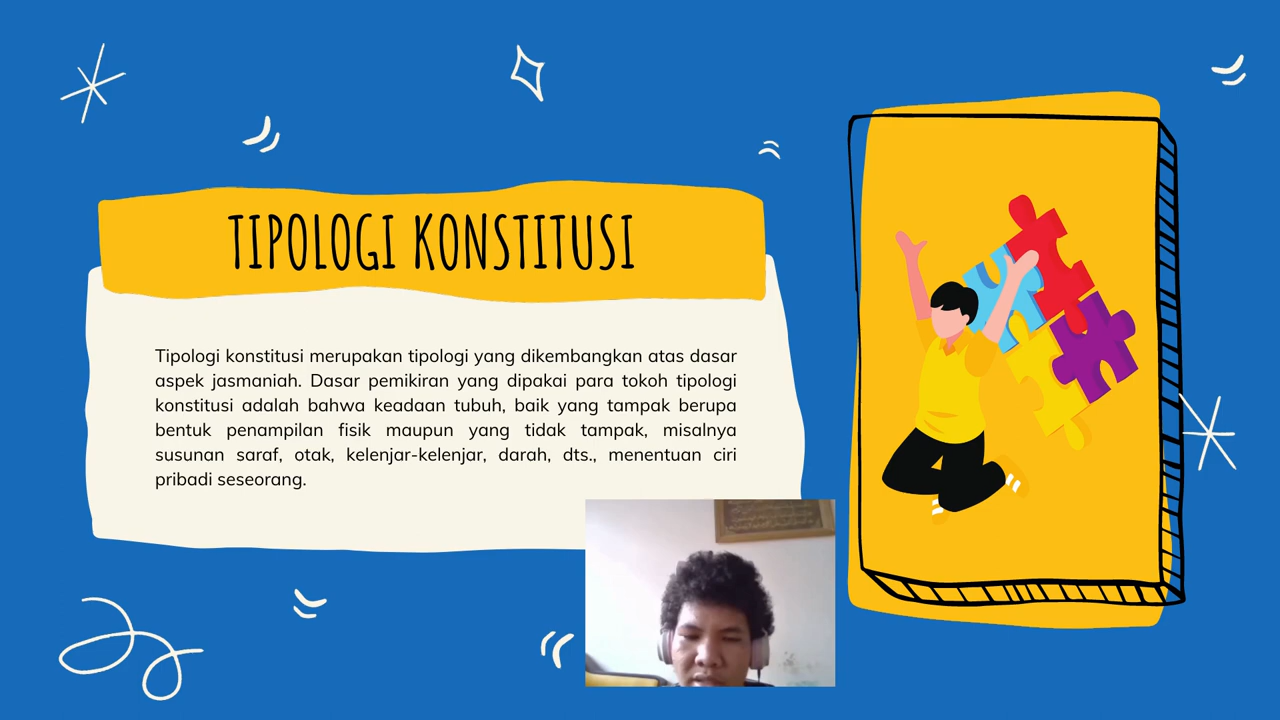 TIPOLOGI KONSTITUSI
Tipologi konstitusi merupakan tipologi yang dikembangkan atas dasar
aspek jasmaniah. Dasar pemikiran yang dipakai para tokoh tipologi
konstitusi adalah bahwa keadaan tubuh, baik yang tampak berupa
bentuk penampilan fisik maupun yang tidak tampak, misalnya
susunan saraf, otak, kelenjar-kelenjar, darah, dts., menentuan ciri
pribadi seseorang.